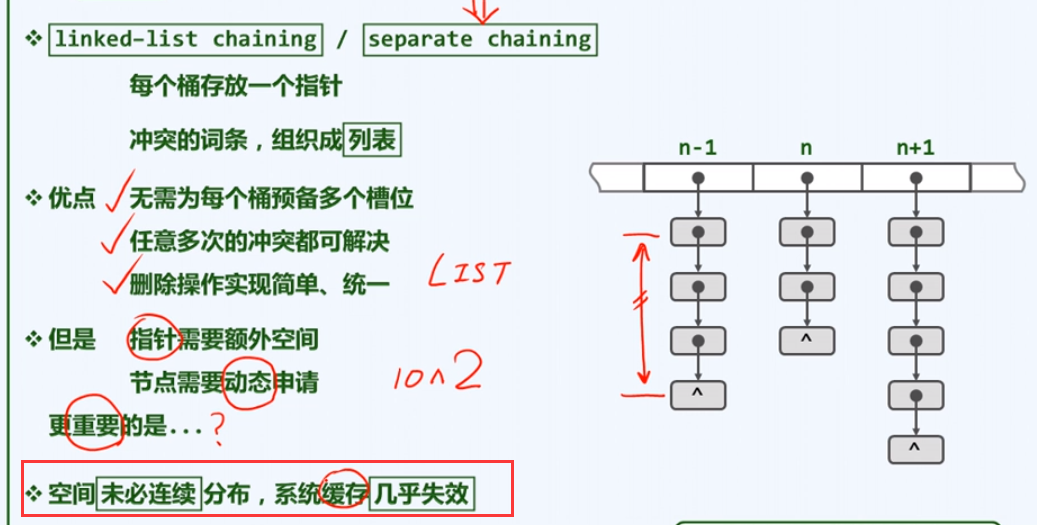 ❖ linked-list chaining / separate chaining
每个桶存放一个指针
冲突的词条，组织成列表
❖ 优点 无需为每个桶预备多个槽位
任意多次的冲突都可解决
删除操作实现简单、统一
LIST
❖ 但是 指针需要额外空间
节点需要动态申请
10^2
更重要的是...?
❖ 空间未必连续分布，系统缓存几乎失效
n-1 n n+1
^
^
^